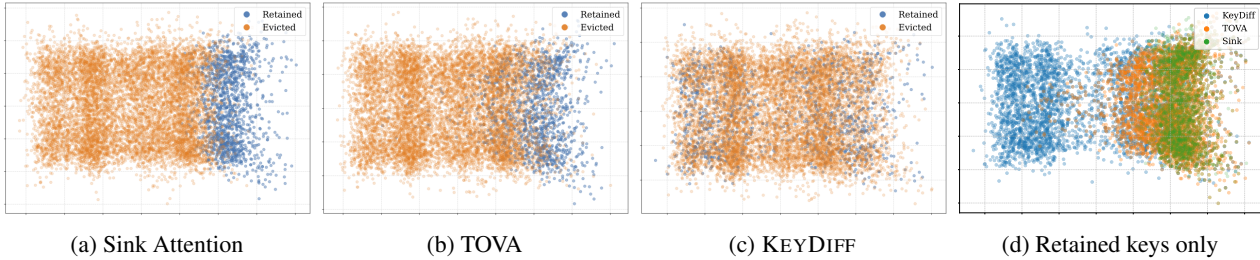 Retained
Evicted
Retained
Evicted
Retained
Evicted
KeyDiff
TOVA
Sink
(a) Sink Attention
(b) TOVA
(c) KEYDIFF
(d) Retained keys only